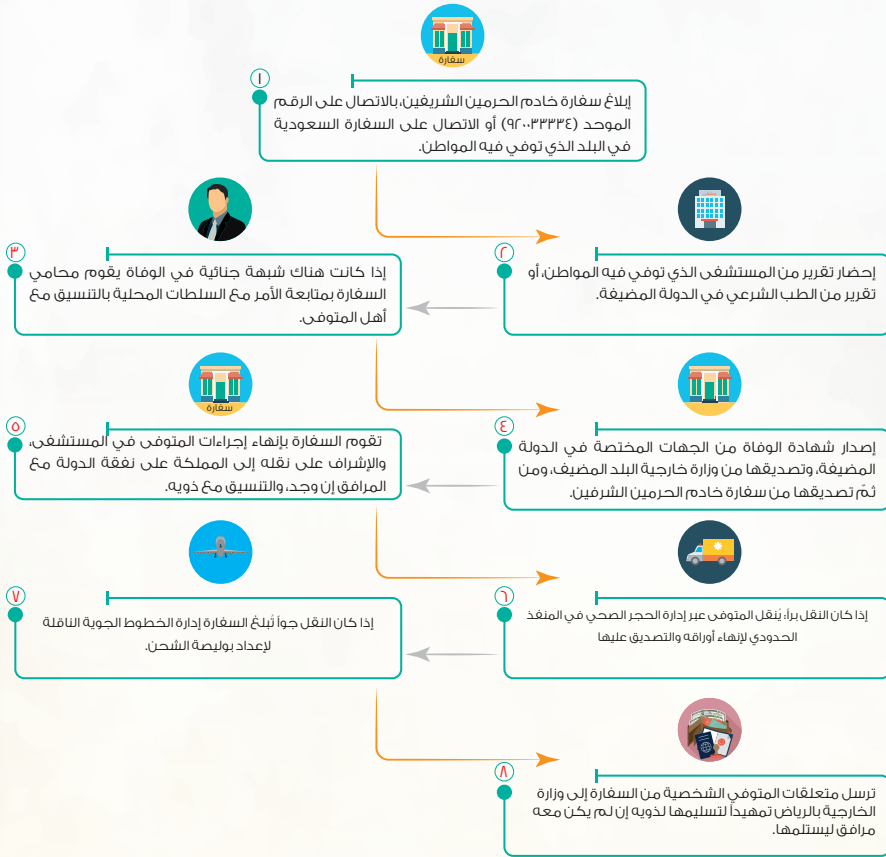 سفارة
١
إبلاغ سفارة خادم الحرمين الشريفين، بالاتصال على الرقم
الموحد (٩٢٠٠٣٣٣٣٤) أو الاتصال على السفارة السعودية
في البلد الذي توفي فيه المواطن.
٢
إحضار تقرير من المستشفى الذي توفي فيه المواطن، أو
تقرير من الطب الشرعي في الدولة المضيفة.
٣
إذا كانت هناك شبهة جنائية في الوفاة يقوم محامي
السفارة بمتابعة الأمر مع السلطات المحلية بالتنسيق مع
أهل المتوفى.
٤
إصدار شهادة الوفاة من الجهات المختصة في الدولة
المضيفة، وتصديقها من وزارة خارجية البلد المضيف، ومن
ثمّ تصديقها من سفارة خادم الحرمين الشرفين.
سفارة
٥
تقوم السفارة بإنهاء إجراءات المتوفى في المستشفى،
والإشراف على نقله إلى المملكة على نفقة الدولة مع
المرافق إن وجد، والتنسيق مع ذويه.
٦
إذا كان النقل براً: يُنقل المتوفى عبر إدارة الحجر الصحي في المنفذ
الحدودي لإنهاء أوراقه والتصديق عليها
٧
إذا كان النقل جواً تُبلغ السفارة إدارة الخطوط الجوية الناقلة
لإعداد بوليصة الشحن.
٨
ترسل متعلقات المتوفي الشخصية من السفارة إلى وزارة
الخارجية بالرياض تمهيداً لتسليمها لذويه إن لم يكن معه
مرافق ليستلمها.